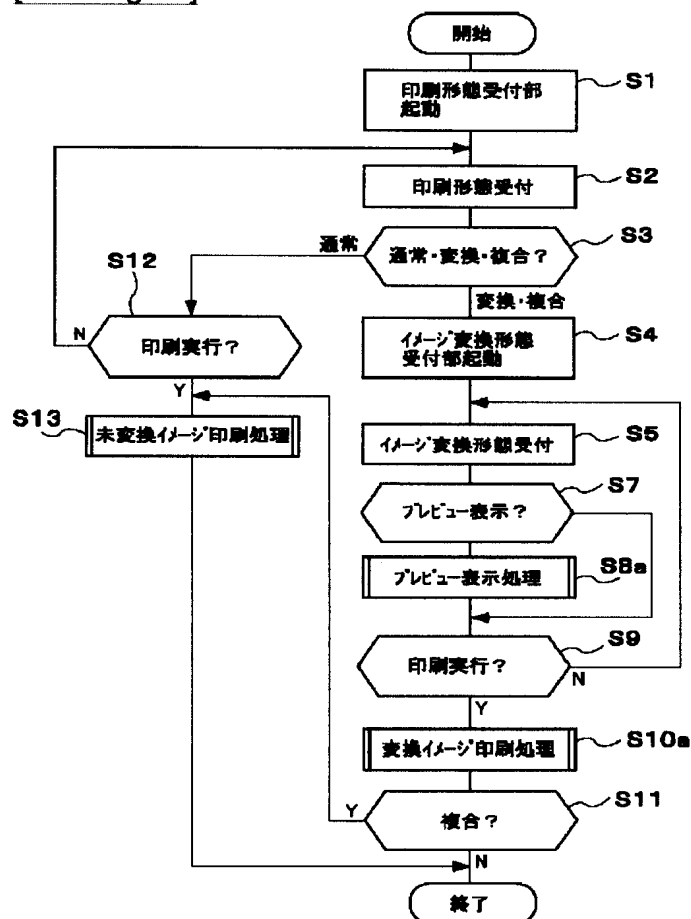 開始
印刷形態受付部
起動
S1
印刷形態受付
S2
通常・変換・複合？
S3
通常
変換・複合
S12
印刷実行？
N
Y
イメージ変換形態
受付部起動
S4
S13
未変換イメージ印刷処理
イメージ変換形態受付
S5
プレビュー表示？
S7
プレビュー表示処理
S8a
印刷実行？
S9
N
Y
変換イメージ印刷処理
S10a
複合？
S11
Y
N
終了